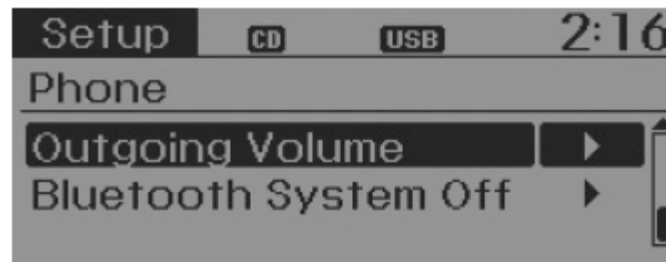 Setup CD USB 2:16
Phone
Outgoing Volume
Bluetooth System Off